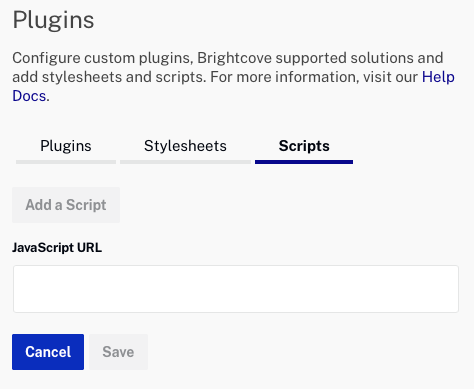 Plugins
Configure custom plugins, Brightcove supported solutions and
add stylesheets and scripts. For more information, visit our Help
Docs.
Plugins Stylesheets Scripts
Add a Script
JavaScript URL
Cancel Save